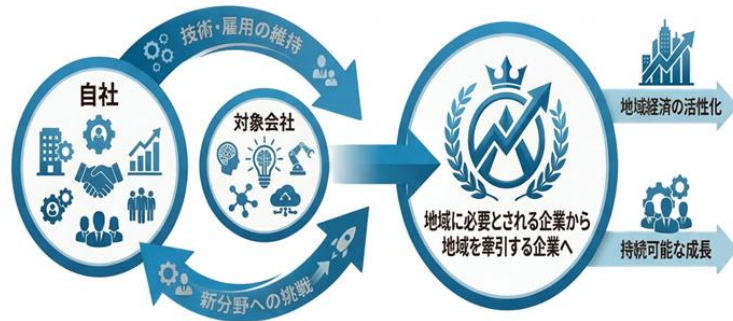 技術・雇用の維持
自社
対象会社
新分野への挑戦
地域に必要とされる企業から
地域を牽引する企業へ
地域経済の活性化
持続可能な成長